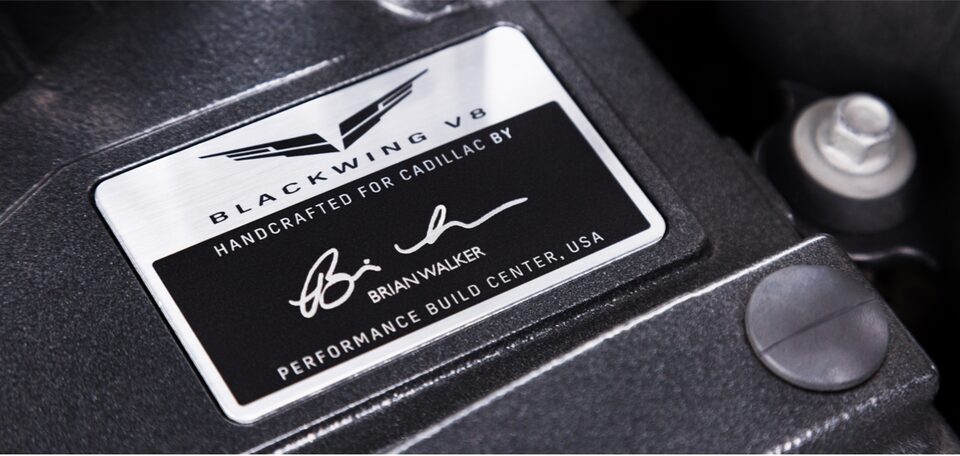 BLACKWING V8
HANDCRAFTED FOR CADILLAC BY
BRIAN WALKER
PERFORMANCE BUILD CENTER, USA